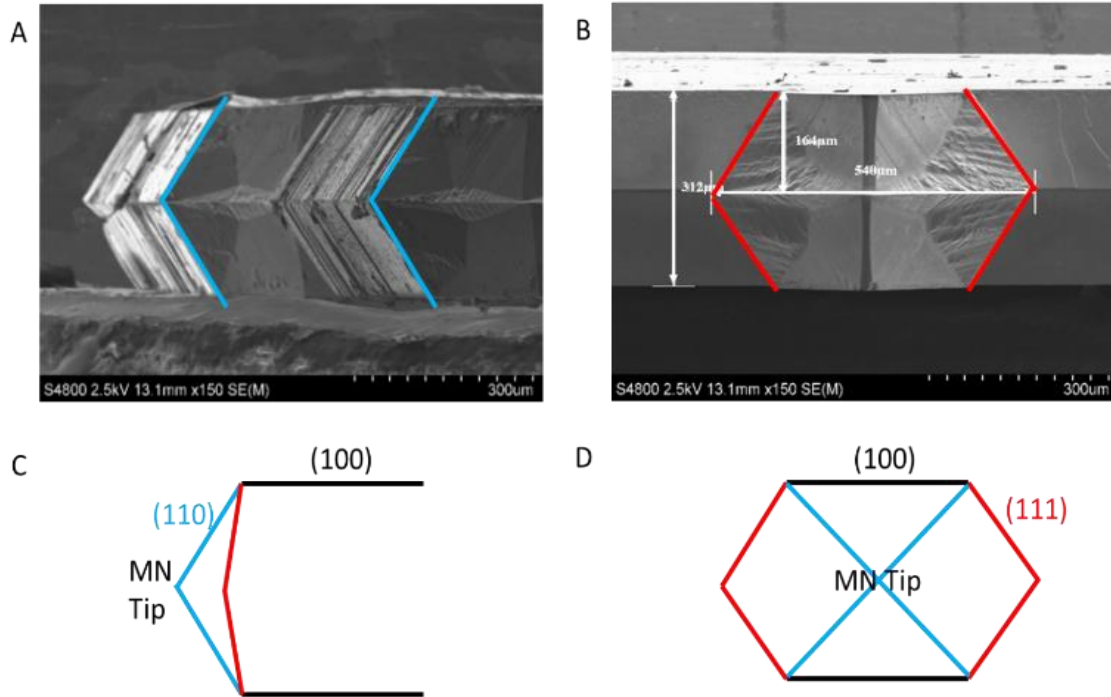 A
S4800 2.5kV 13.1mm x150 SE(M)
300um
B
164μm
540μm
312μ
S4800 2.5kV 13.1mm x150 SE(M)
300um
C
(100)
(110)
MN
Tip
D
(100)
(111)
MN Tip